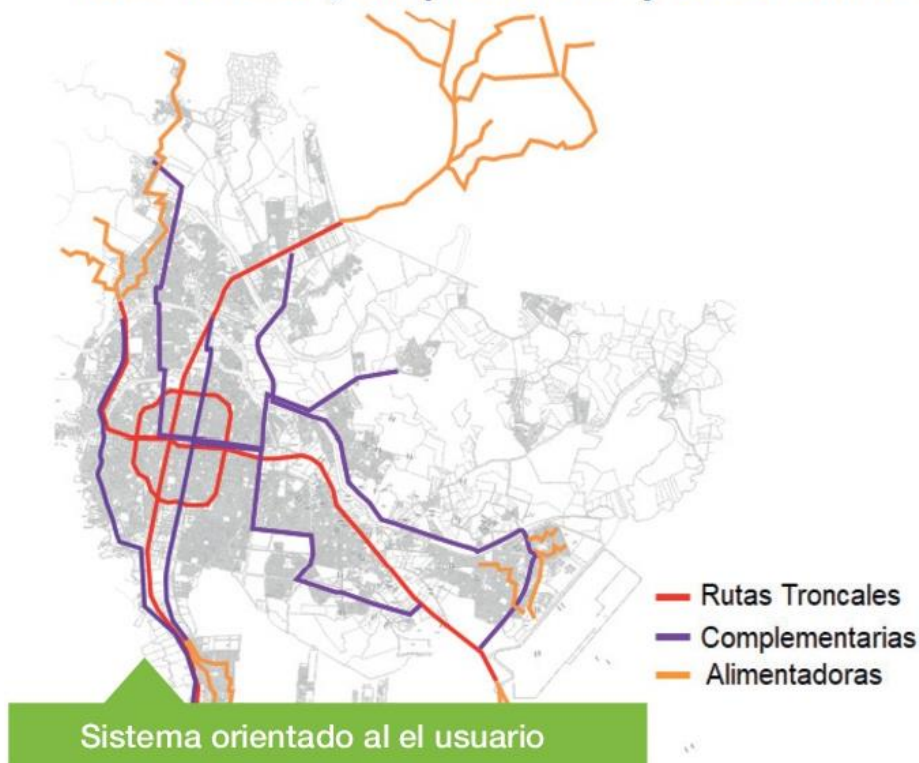 Rutas Troncales
Complementarias
Alimentadoras
Sistema orientado al el usuario